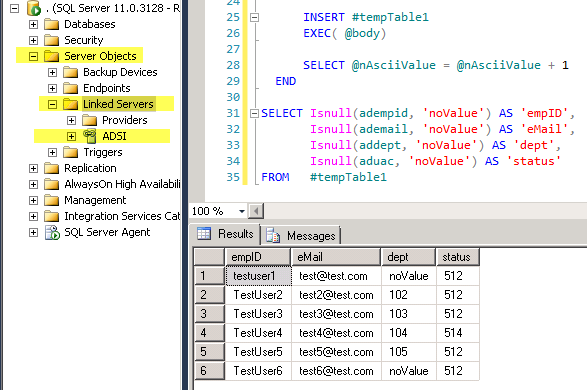 . (SQL Server 11.0.3128 - R
Databases
Security
Server Objects
Backup Devices
Endpoints
Linked Servers
Providers
ADSI
Triggers
Replication
AlwaysOn High Availabili
Management
Integration Services Cat
SQL Server Agent
24
25 INSERT #tempTable1
26 EXEC( @body)
27
28 SELECT @nAsciiValue = @nAsciiValue + 1
29 END
30
31 SELECT Isnull(adempid, 'noValue') AS 'empID',
32 Isnull(ademail, 'noValue') AS 'eMail',
33 Isnull(addept, 'noValue') AS 'dept',
34 Isnull(aduac, 'noValue') AS 'status'
35 FROM #tempTable1
100 %
Results Messages
empID eMail dept status
1 testuser1 test@test.com noValue 512
2 TestUser2 test2@test.com 102 512
3 TestUser3 test3@test.com 103 512
4 TestUser4 test4@test.com 104 514
5 TestUser5 test5@test.com 105 512
6 TestUser6 test6@test.com noValue 512